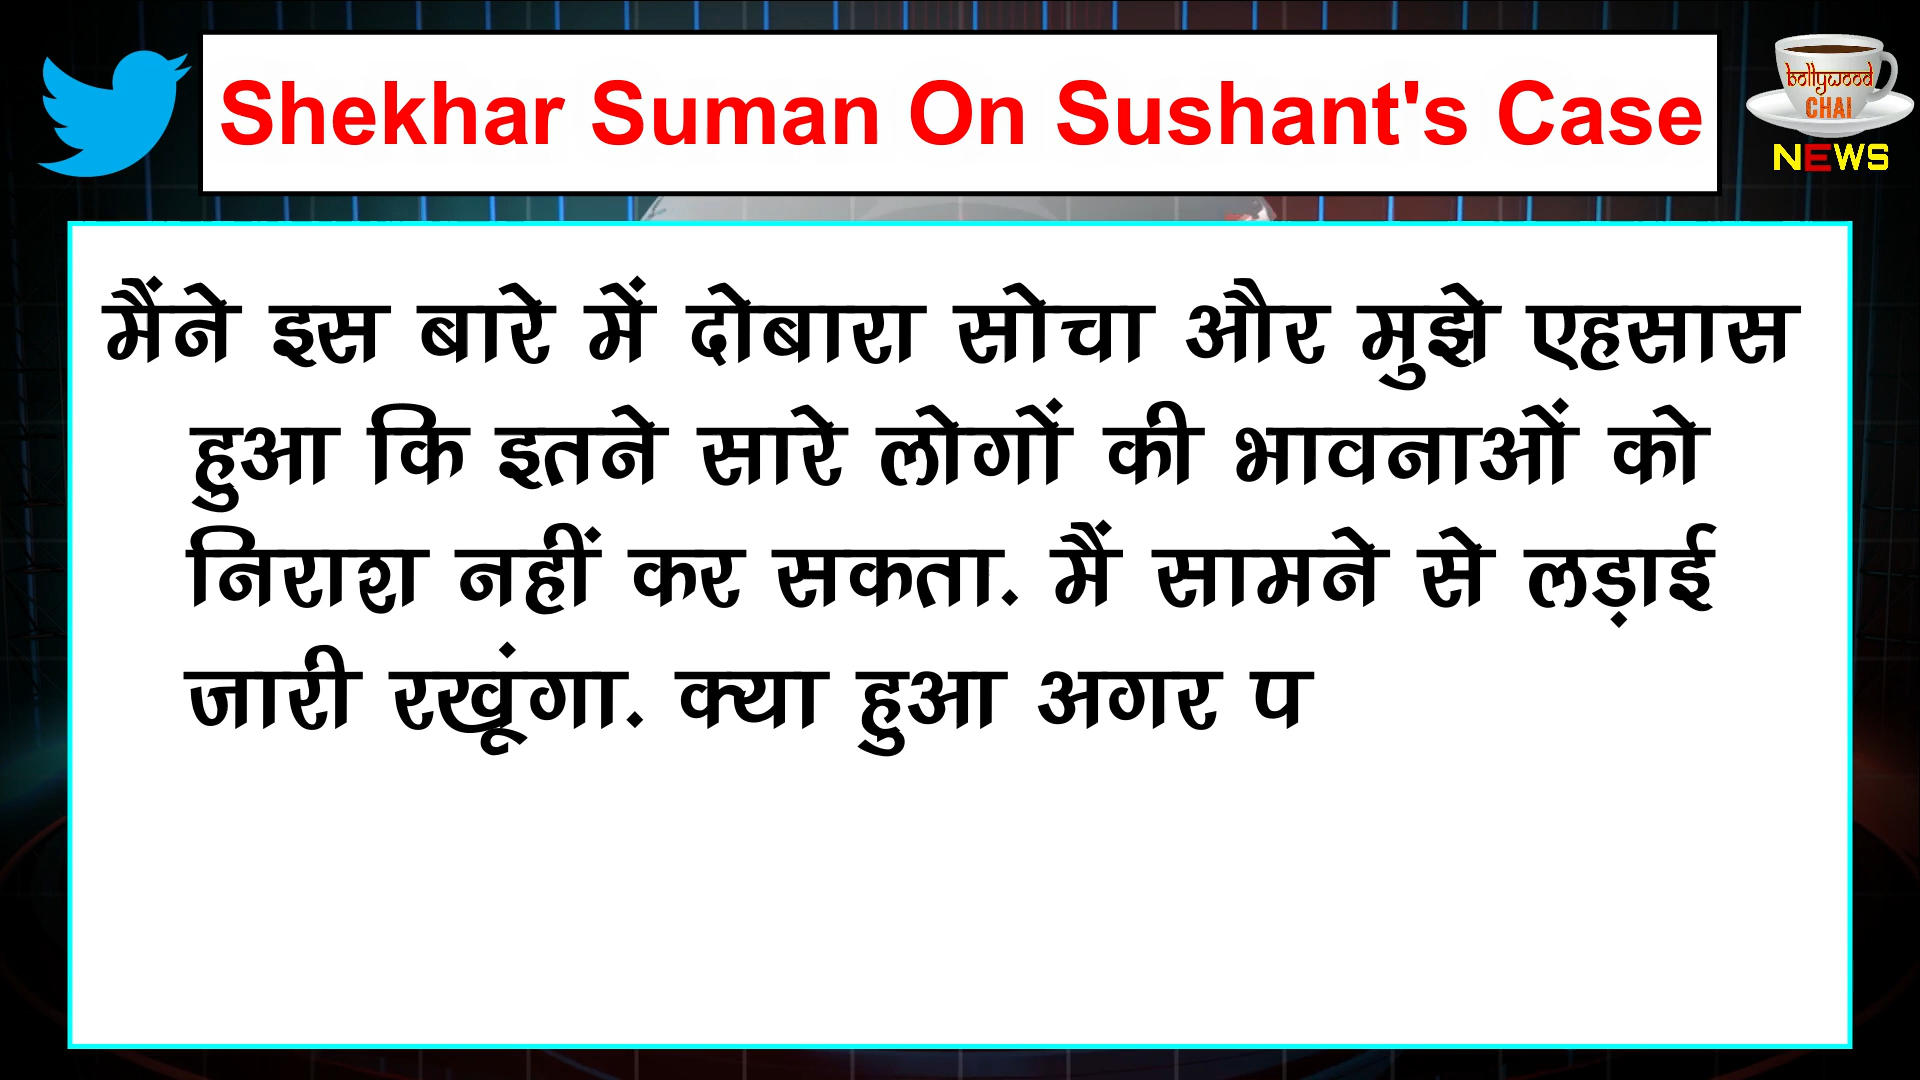 Shekhar Suman On Sushant's Case
bollywood
CHAI
NEWS
मैंने इस बारे में दोबारा सोचा और मुझे एहसास
हुआ कि इतने सारे लोगों की भावनाओं को
निराश नहीं कर सकता. मैं सामने से लड़ाई
जारी रखूंगा. क्या हुआ अगर प